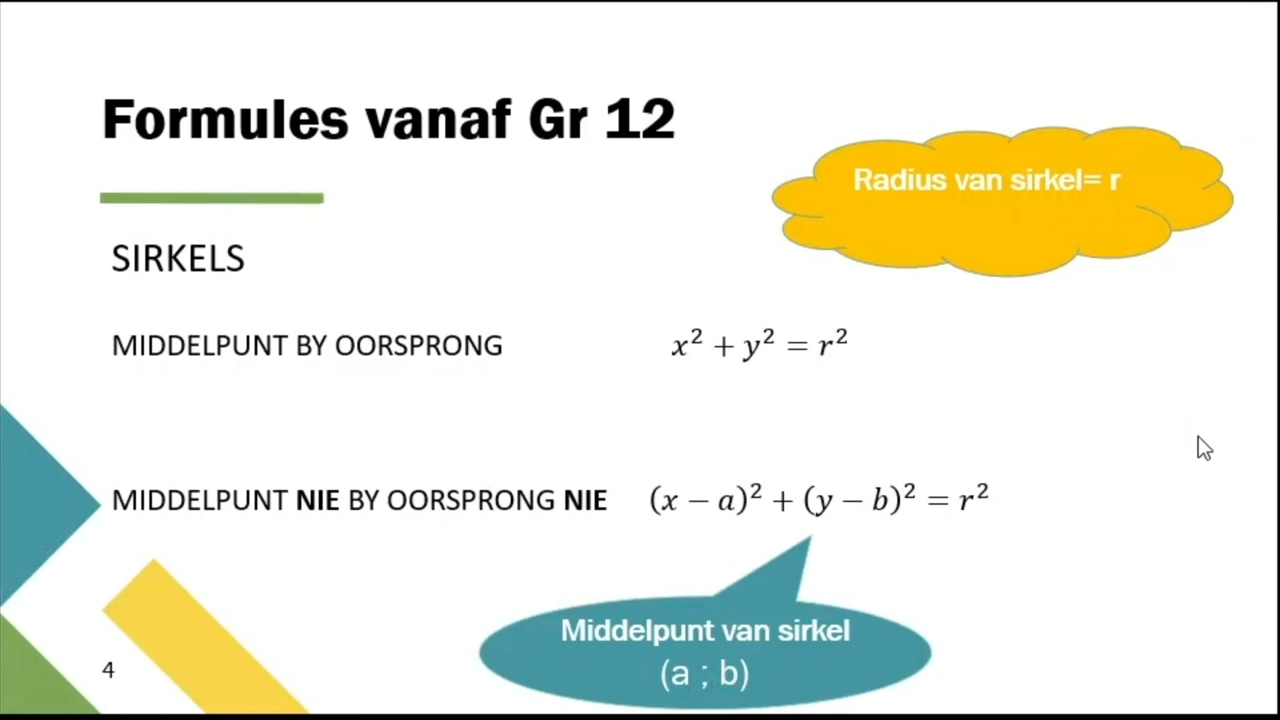 Formules vanaf Gr 12
Radius van sirkel= r
SIRKELS
MIDDELPUNT BY OORSPRONG x² + y² = r²
MIDDELPUNT NIE BY OORSPRONG NIE (x − a)² + (y − b)² = r²
Middelpunt van sirkel
(a ; b)
4